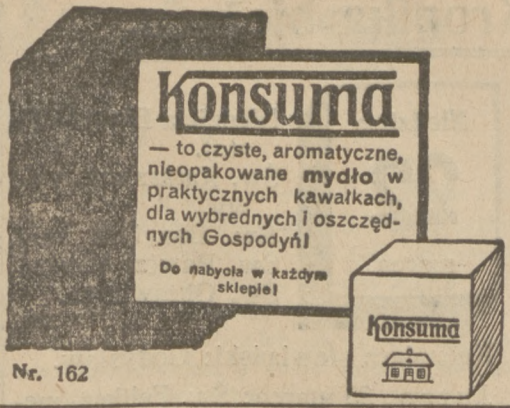 Konsuma
— to czyste, aromatyczne,
nieopakowane mydło w
praktycznych kawałkach,
dla wybrednych i oszczęd-
nych Gospodyń!
Do nabycia w każdym
sklepie!
Konsuma
Nr. 162